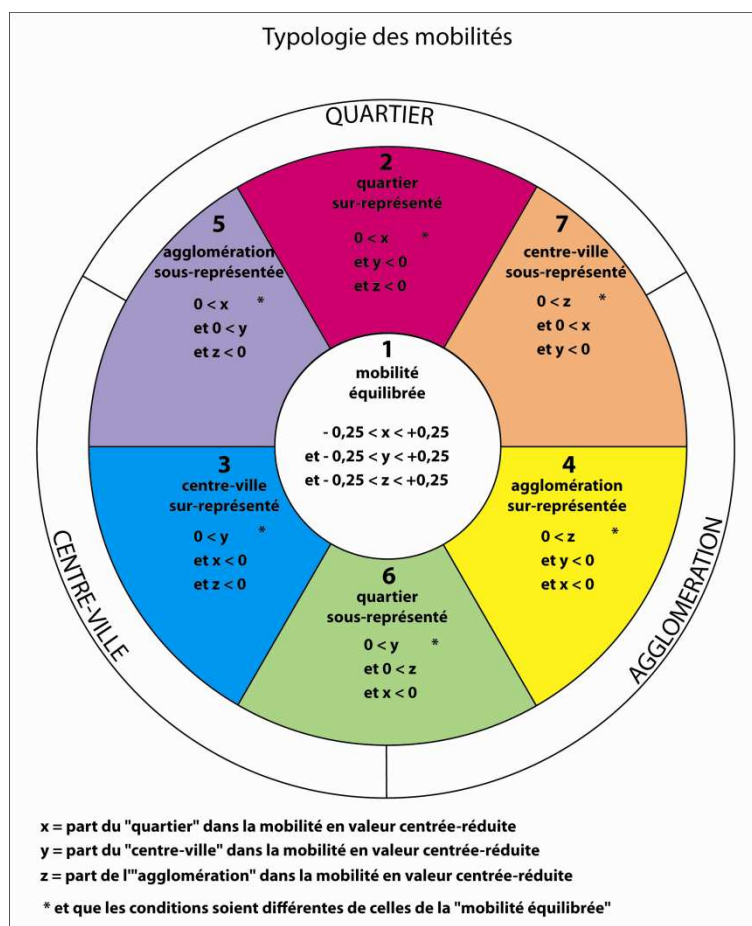 Typologie des mobilités
QUARTIER
2
quartier
sur-représenté
0 < x *
et y < 0
et z < 0
5
agglomération
sous-représentée
0 < x *
et 0 < y
et z < 0
7
centre-ville
sous-représenté
0 < z *
et 0 < x
et y < 0
1
mobilité
équilibrée
- 0,25 < x < +0,25
et - 0,25 < y < +0,25
et - 0,25 < z < +0,25
3
centre-ville
sur-représenté
0 < y *
et x < 0
et z < 0
4
agglomération
sur-représentée
0 < z *
et y < 0
et x < 0
6
quartier
sous-représenté
0 < y *
et 0 < z
et x < 0
CENTRE-VILLE
AGGLOMERATION
x = part du "quartier" dans la mobilité en valeur centrée-réduite
y = part du "centre-ville" dans la mobilité en valeur centrée-réduite
z = part de l'"agglomération" dans la mobilité en valeur centrée-réduite
* et que les conditions soient différentes de celles de la "mobilité équilibrée"